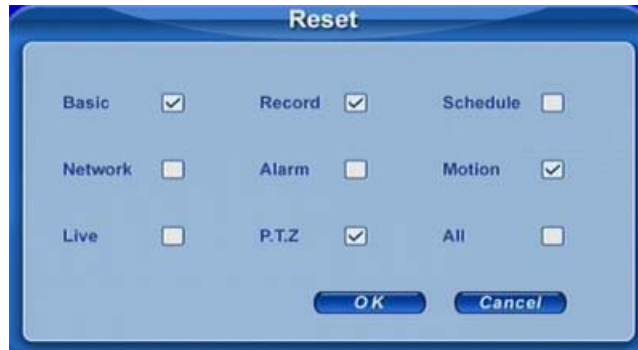 Reset
Basic Record Schedule
Network Alarm Motion
Live P.T.Z All
OK Cancel